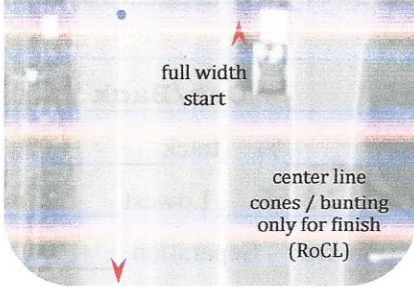 full width
start
center line
cones / bunting
only for finish
(RoCL)